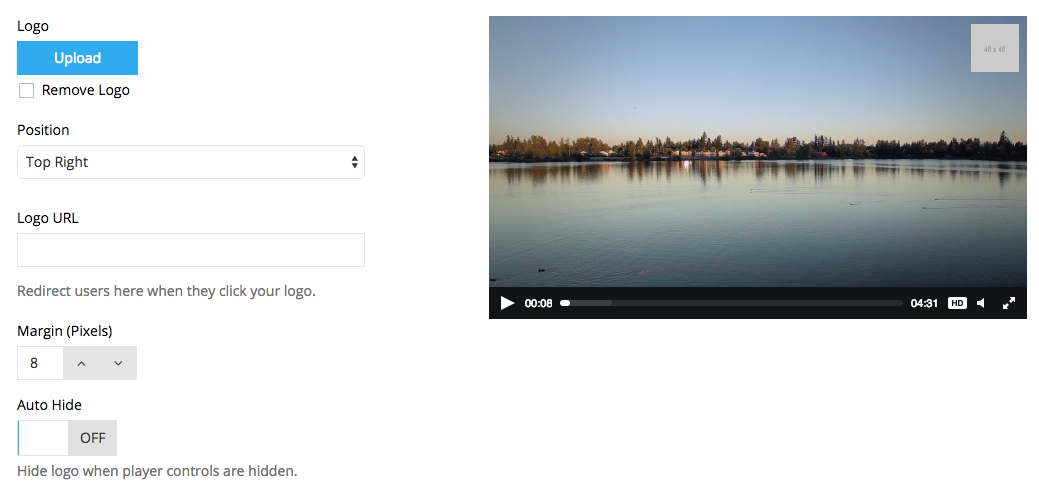 Logo
Upload
Remove Logo
Position
Top Right
Logo URL
Redirect users here when they click your logo.
Margin (Pixels)
8
Auto Hide
OFF
Hide logo when player controls are hidden.
48 x 48
00:08
04:31
HD